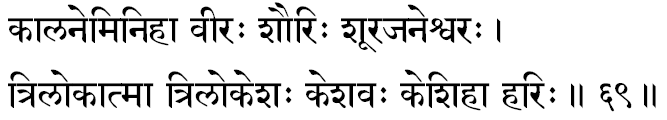 कालनेमिनिहा वीरः शौरिः शूरजनेश्वरः ।
त्रिलोकात्मा त्रिलोकेशः केशवः केशिहा हरिः ॥ ६९ ॥